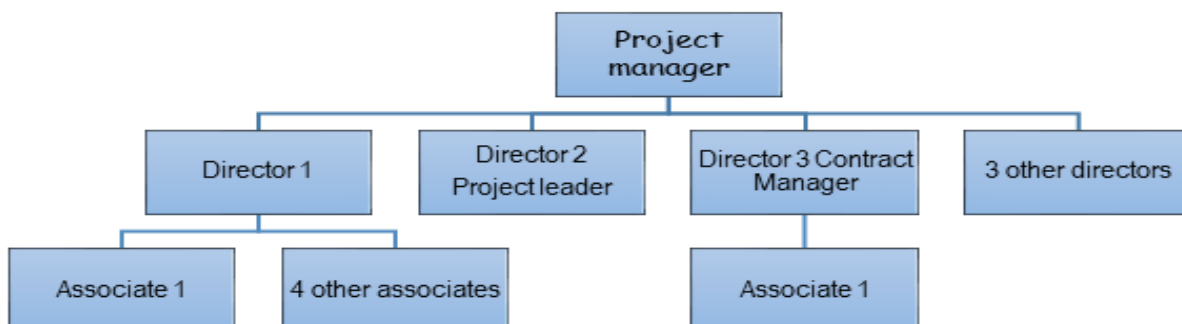 Project
manager
Director 1
Director 2
Project leader
Director 3 Contract
Manager
3 other directors
Associate 1
4 other associates
Associate 1